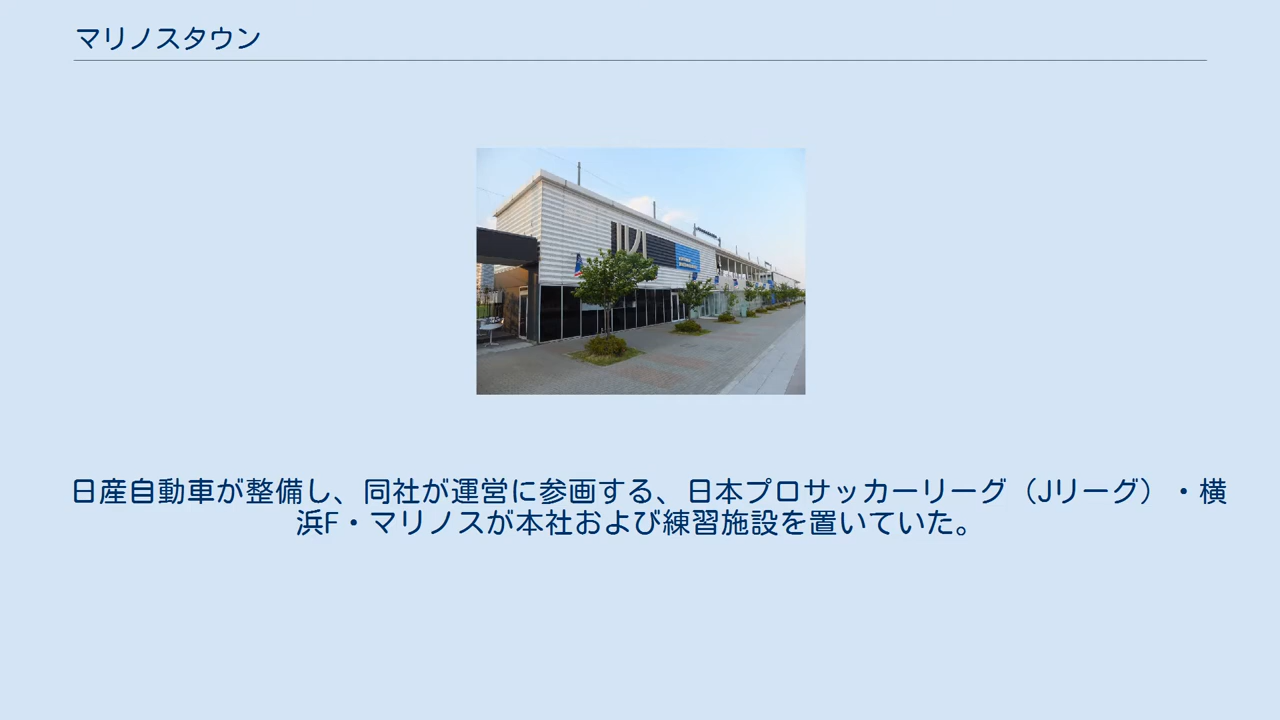 マリノスタウン
日産自動車が整備し、同社が運営に参画する、日本プロサッカーリーグ（Jリーグ）・横
浜F・マリノスが本社および練習施設を置いていた。